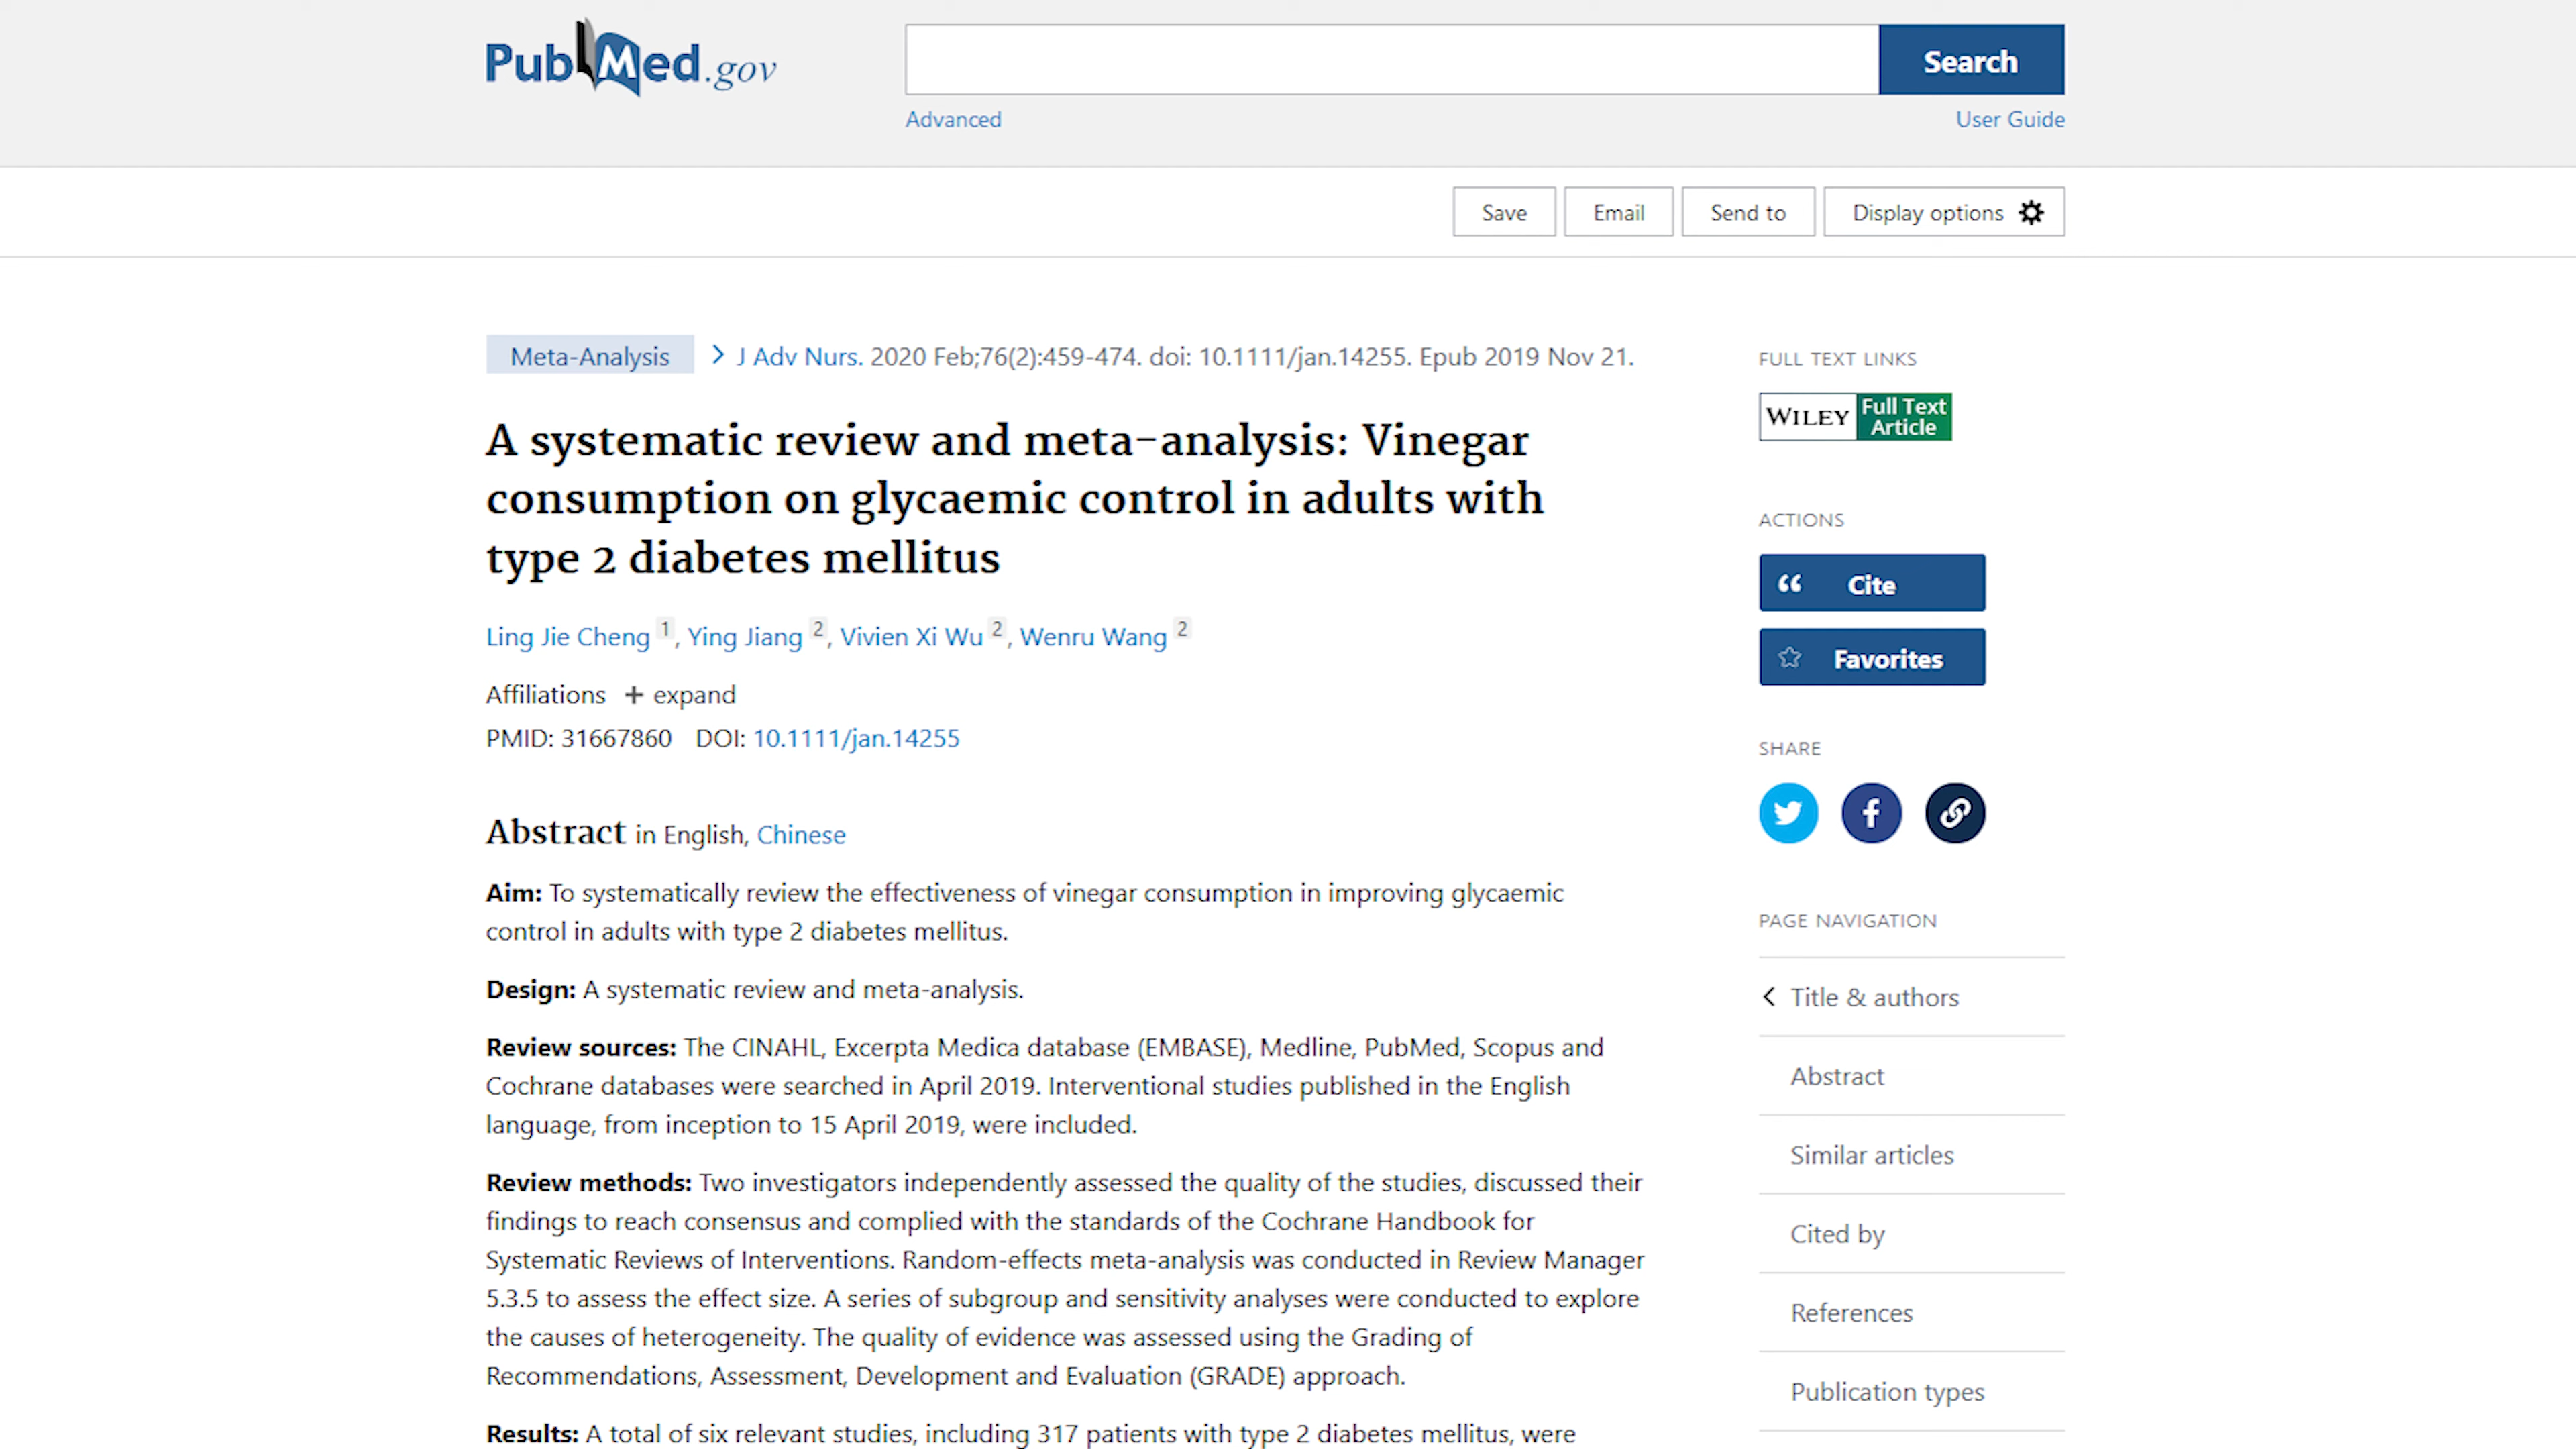 PubMed.gov
Search
Advanced
User Guide
Save
Email
Send to
Display options
Meta-Analysis
J Adv Nurs. 2020 Feb;76(2):459-474. doi: 10.1111/jan.14255. Epub 2019 Nov 21.
A systematic review and meta-analysis: Vinegar
consumption on glycaemic control in adults with
type 2 diabetes mellitus
Ling Jie Cheng 1, Ying Jiang 2, Vivien Xi Wu 2, Wenru Wang 2
Affiliations + expand
PMID: 31667860 DOI: 10.1111/jan.14255
Abstract in English, Chinese
Aim: To systematically review the effectiveness of vinegar consumption in improving glycaemic
control in adults with type 2 diabetes mellitus.
Design: A systematic review and meta-analysis.
Review sources: The CINAHL, Excerpta Medica database (EMBASE), Medline, PubMed, Scopus and
Cochrane databases were searched in April 2019. Interventional studies published in the English
language, from inception to 15 April 2019, were included.
Review methods: Two investigators independently assessed the quality of the studies, discussed their
findings to reach consensus and complied with the standards of the Cochrane Handbook for
Systematic Reviews of Interventions. Random-effects meta-analysis was conducted in Review Manager
5.3.5 to assess the effect size. A series of subgroup and sensitivity analyses were conducted to explore
the causes of heterogeneity. The quality of evidence was assessed using the Grading of
Recommendations, Assessment, Development and Evaluation (GRADE) approach.
Results: A total of six relevant studies, including 317 patients with type 2 diabetes mellitus, were
FULL TEXT LINKS
WILEY Full Text
Article
ACTIONS
Cite
Favorites
SHARE
PAGE NAVIGATION
Title & authors
Abstract
Similar articles
Cited by
References
Publication types